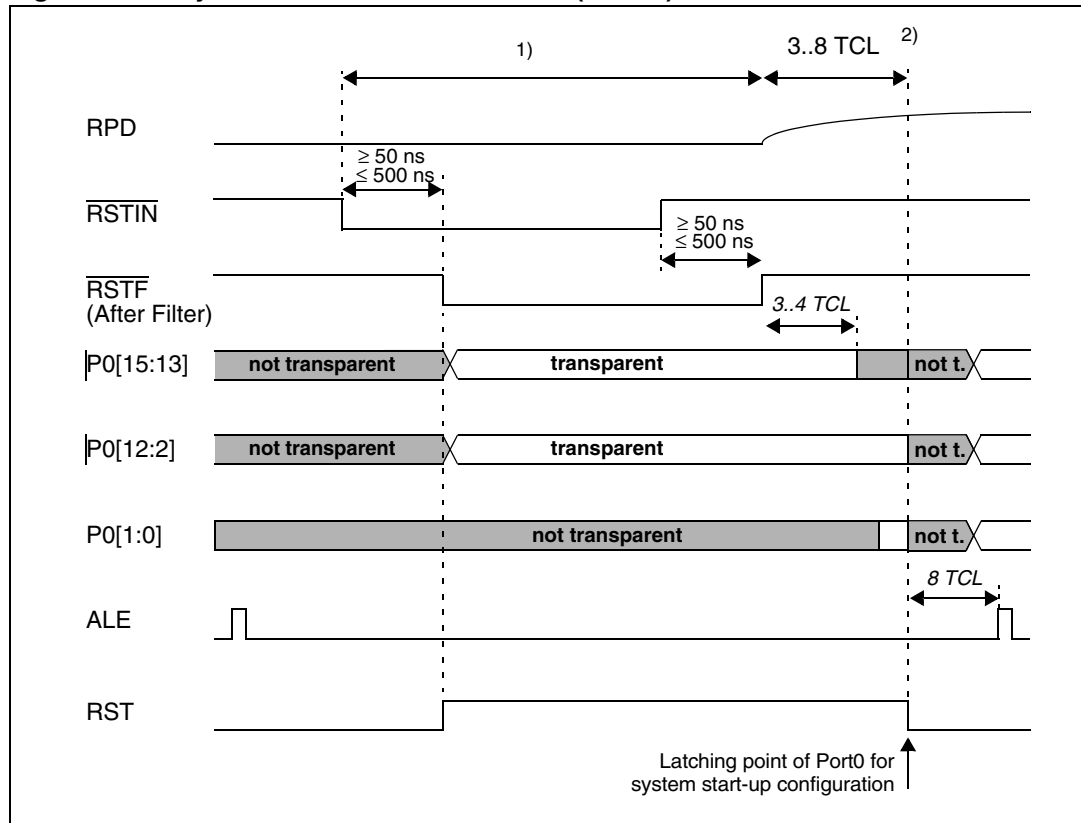 1)
3..8 TCL 2)
RPD
≥ 50 ns
≤ 500 ns
RSTIN
≥ 50 ns
≤ 500 ns
RSTF
(After Filter)
3..4 TCL
P0[15:13] not transparent transparent not t.
P0[12:2] not transparent transparent not t.
P0[1:0] not transparent not t.
8 TCL
ALE
RST
Latching point of Port0 for
system start-up configuration